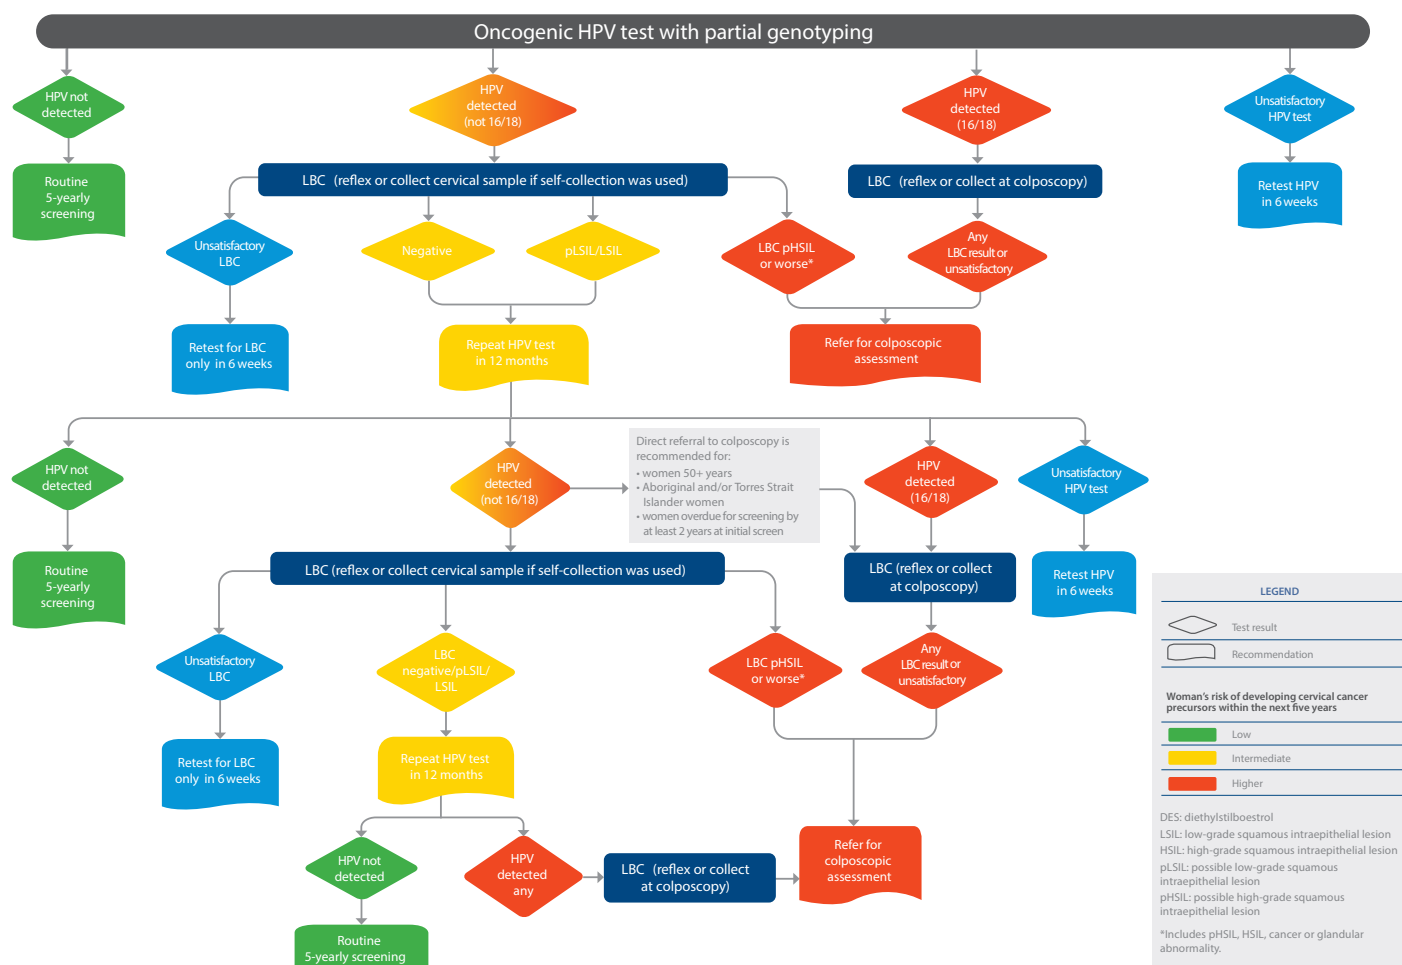 Oncogenic HPV test with partial genotyping
HPV not
detected
HPV
detected
(not 16/18)
HPV
detected
(16/18)
Unsatisfactory
HPV test
Routine
5-yearly
screening
LBC (reflex or collect cervical sample if self-collection was used)
LBC (reflex or collect at colposcopy)
Retest HPV
in 6 weeks
Unsatisfactory
LBC
Negative
pLSIL/LSIL
LBC pHSIL
or worse*
Any
LBC result or
unsatisfactory
Retest for LBC
only in 6 weeks
Repeat HPV test
in 12 months
Refer for colposcopic
assessment
HPV not
detected
HPV
detected
(not 16/18)
Direct referral to colposcopy is
recommended for:
• women 50+ years
• Aboriginal and/or Torres Strait
Islander women
• women overdue for screening by
at least 2 years at initial screen
HPV
detected
(16/18)
Unsatisfactory
HPV test
Routine
5-yearly
screening
LBC (reflex or collect cervical sample if self-collection was used)
LBC (reflex or collect
at colposcopy)
Retest HPV
in 6 weeks
Unsatisfactory
LBC
LBC
negative/pLSIL/
LSIL
LBC pHSIL
or worse*
Any
LBC result or
unsatisfactory
Retest for LBC
only in 6 weeks
Repeat HPV test
in 12 months
HPV not
detected
HPV
detected
any
LBC (reflex or collect
at colposcopy)
Refer for
colposcopic
assessment
Routine
5-yearly screening
LEGEND
Test result
Recommendation
Woman's risk of developing cervical cancer
precursors within the next five years
Low
Intermediate
Higher
DES: diethylstilboestrol
LSIL: low-grade squamous intraepithelial lesion
HSIL: high-grade squamous intraepithelial lesion
pLSIL: possible low-grade squamous
intraepithelial lesion
pHSIL: possible high-grade squamous
intraepithelial lesion
*Includes pHSIL, HSIL, cancer or glandular
abnormality.